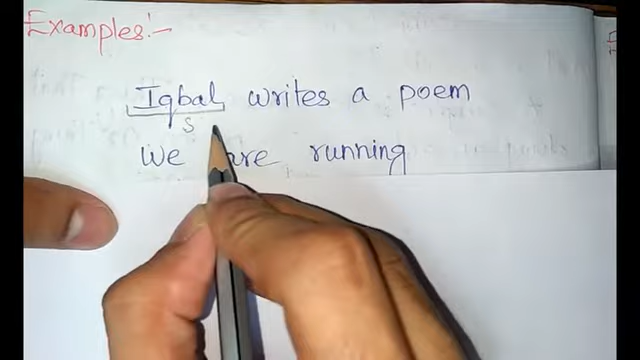 Examples:-
Iqbal writes a poem
S
We are running